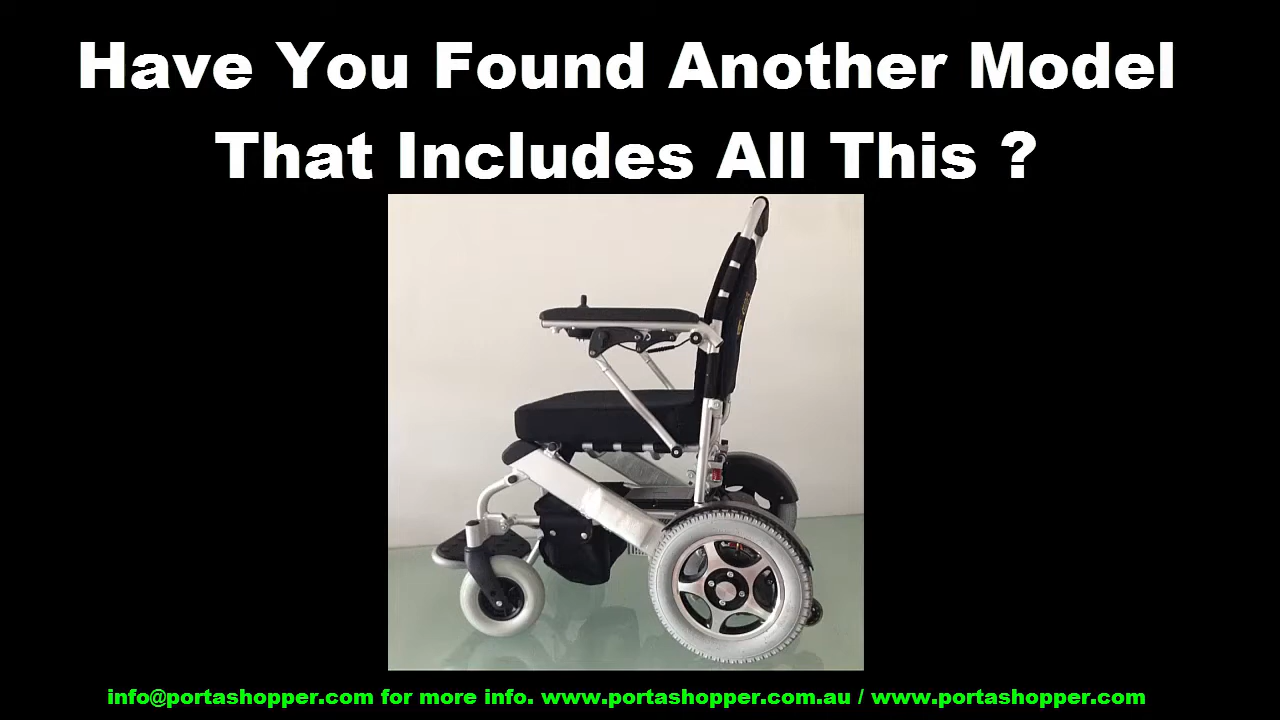 Have You Found Another Model
That Includes All This ?
info@portashopper.com for more info. www.portashopper.com.au / www.portashopper.com